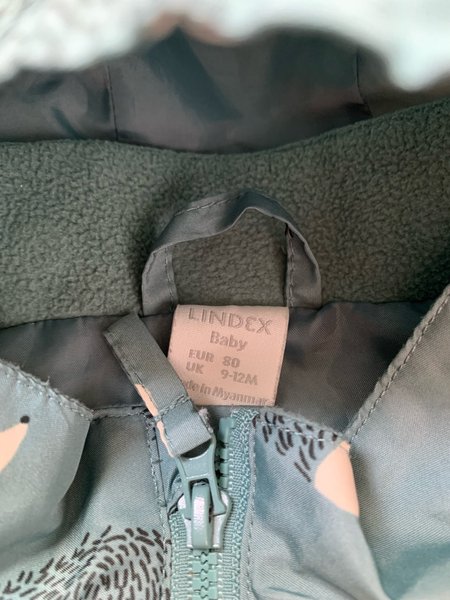 LINDEX
Baby
EUR 80
UK 9-12M
Made in Myanmar